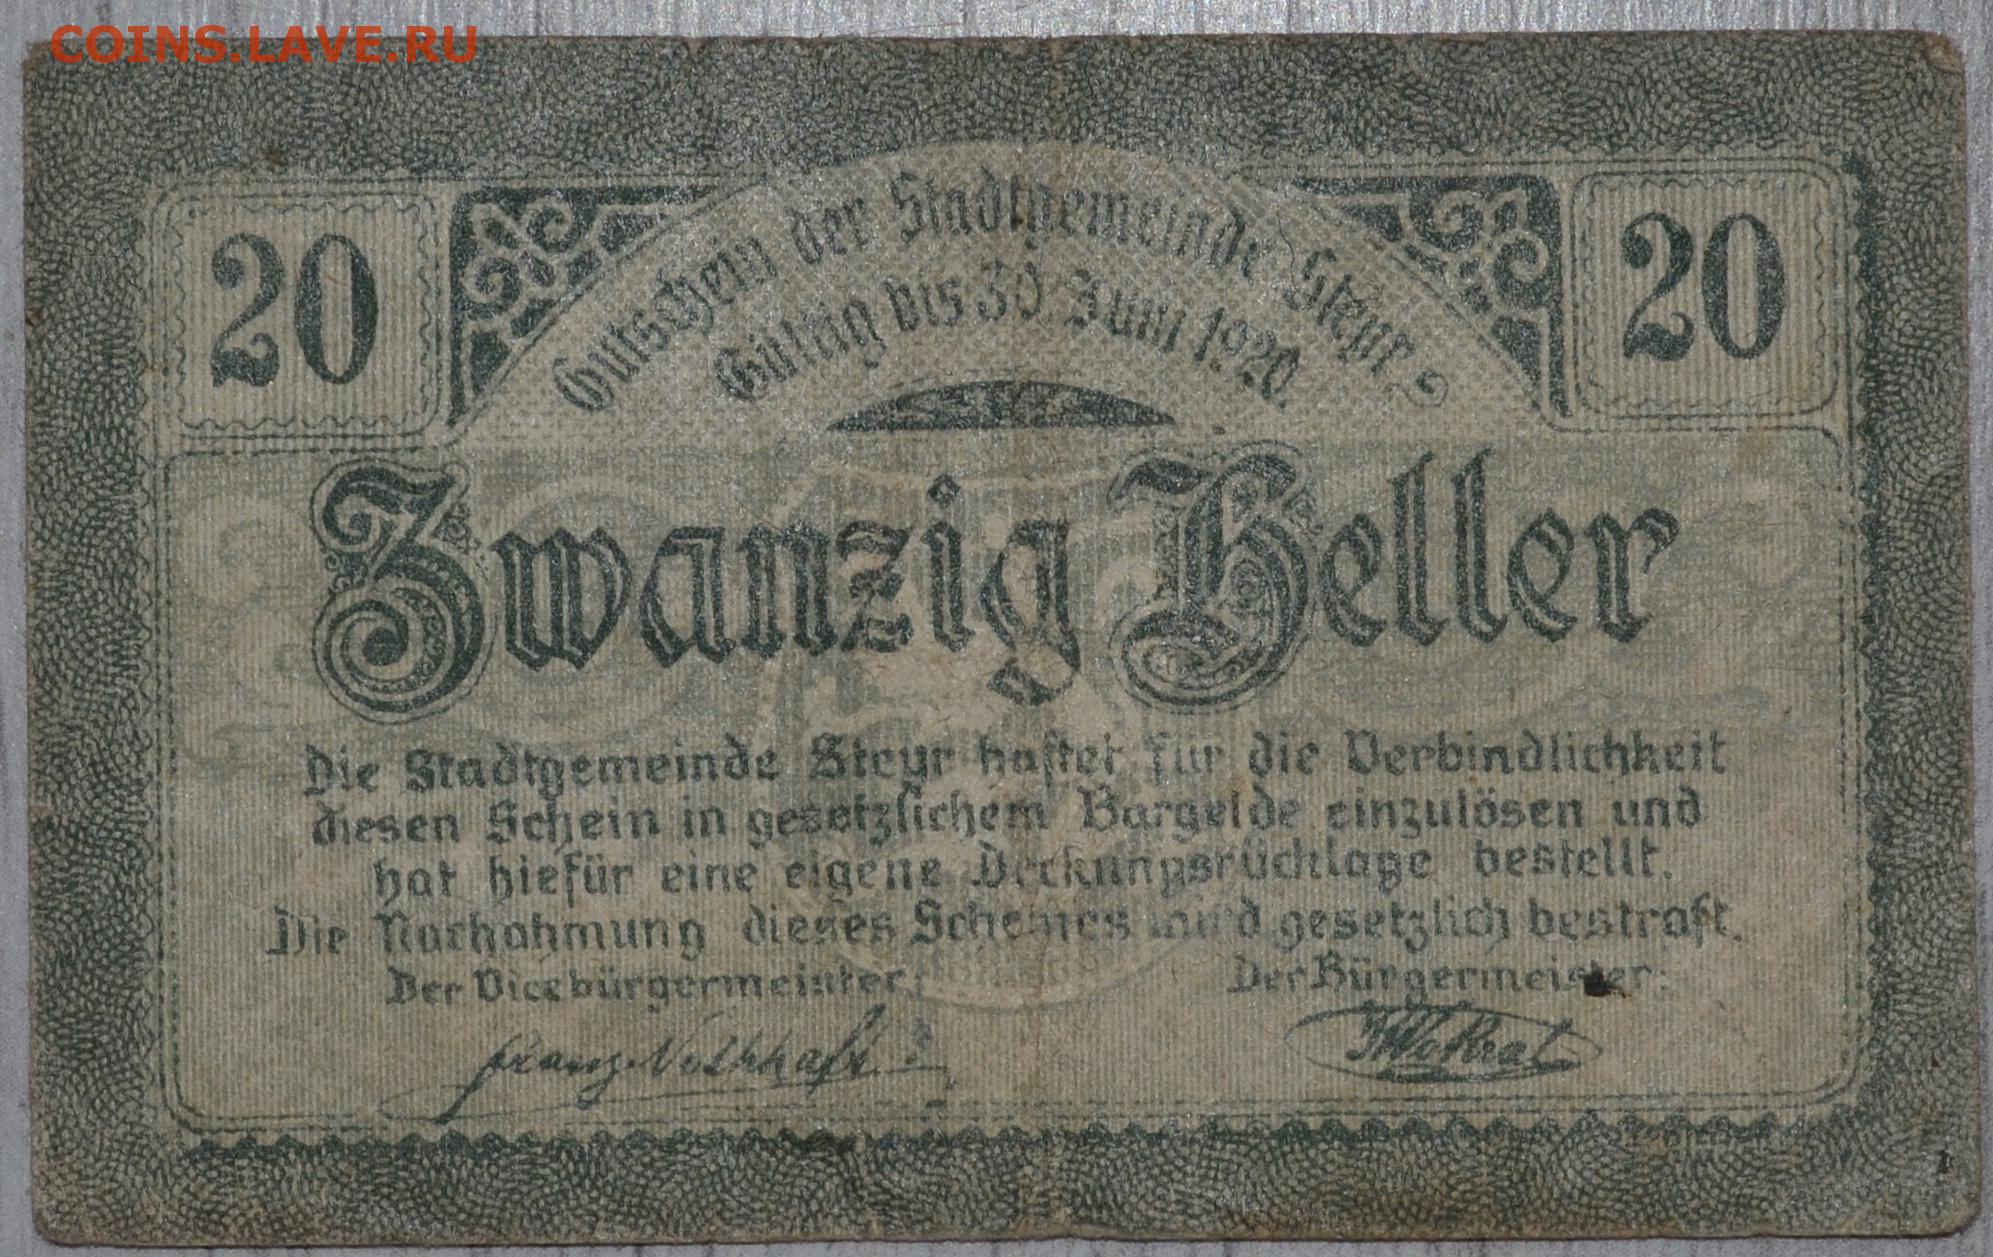 COINS.LAVE.RU
20
Gutschein der Stadtgemeinde Steyr
20
Gültig bis 30 Juni 1920.
Zwanzig Heller
Die Stadtgemeinde Steyr haftet für die Verbindlichkeit
diesen Schein in gesetzlichem Bargelde einzulösen und
hat hiefür eine eigene Deckungsrücklage bestellt.
Die Nachahmung dieses Scheines wird gesetzlich bestraft.
Der Vicebürgermeister:
Der Bürgermeister:
Franz